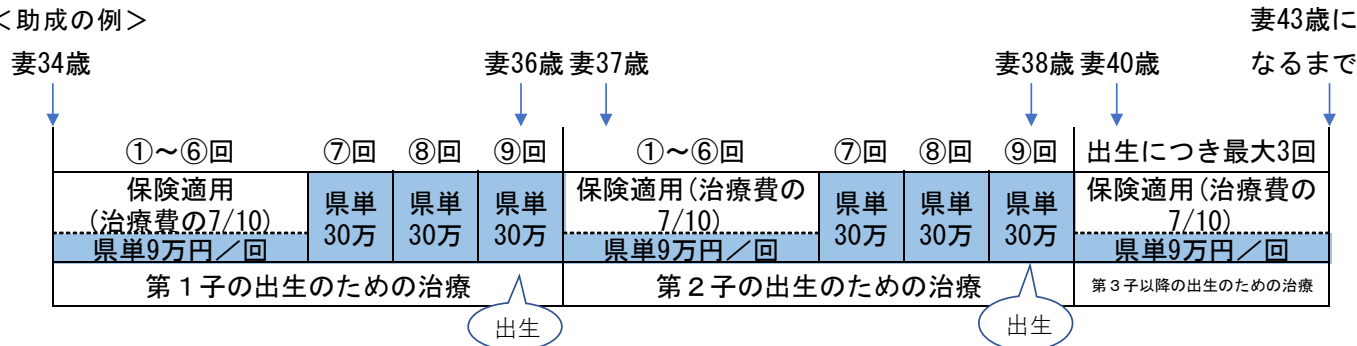 ＜助成の例＞
妻43歳に
なるまで
妻34歳
妻36歳
妻37歳
妻38歳
妻40歳
①～⑥回
⑦回
⑧回
⑨回
①～⑥回
⑦回
⑧回
⑨回
出生につき最大3回
保険適用
(治療費の7/10)
県単9万円／回
県単
30万
県単
30万
県単
30万
保険適用(治療費の
7/10)
県単9万円／回
県単
30万
県単
30万
県単
30万
保険適用(治療費の
7/10)
県単9万円／回
第１子の出生のための治療
第２子の出生のための治療
第３子以降の出生のための治療
出生
出生